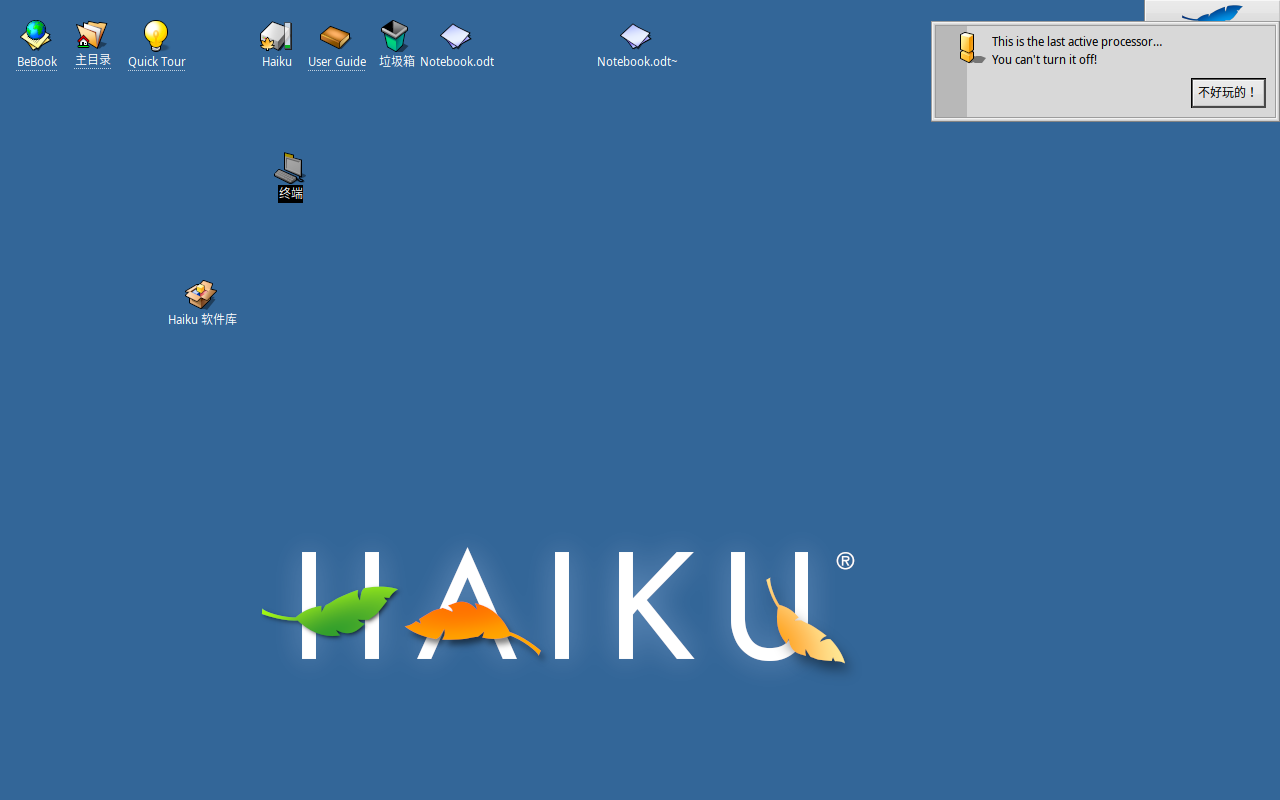 BeBook
主目录
Quick Tour
Haiku
User Guide
垃圾箱
Notebook.odt
Notebook.odt~
This is the last active processor...
You can't turn it off!
不好玩的！
终端
Haiku 软件库
HAIKU®